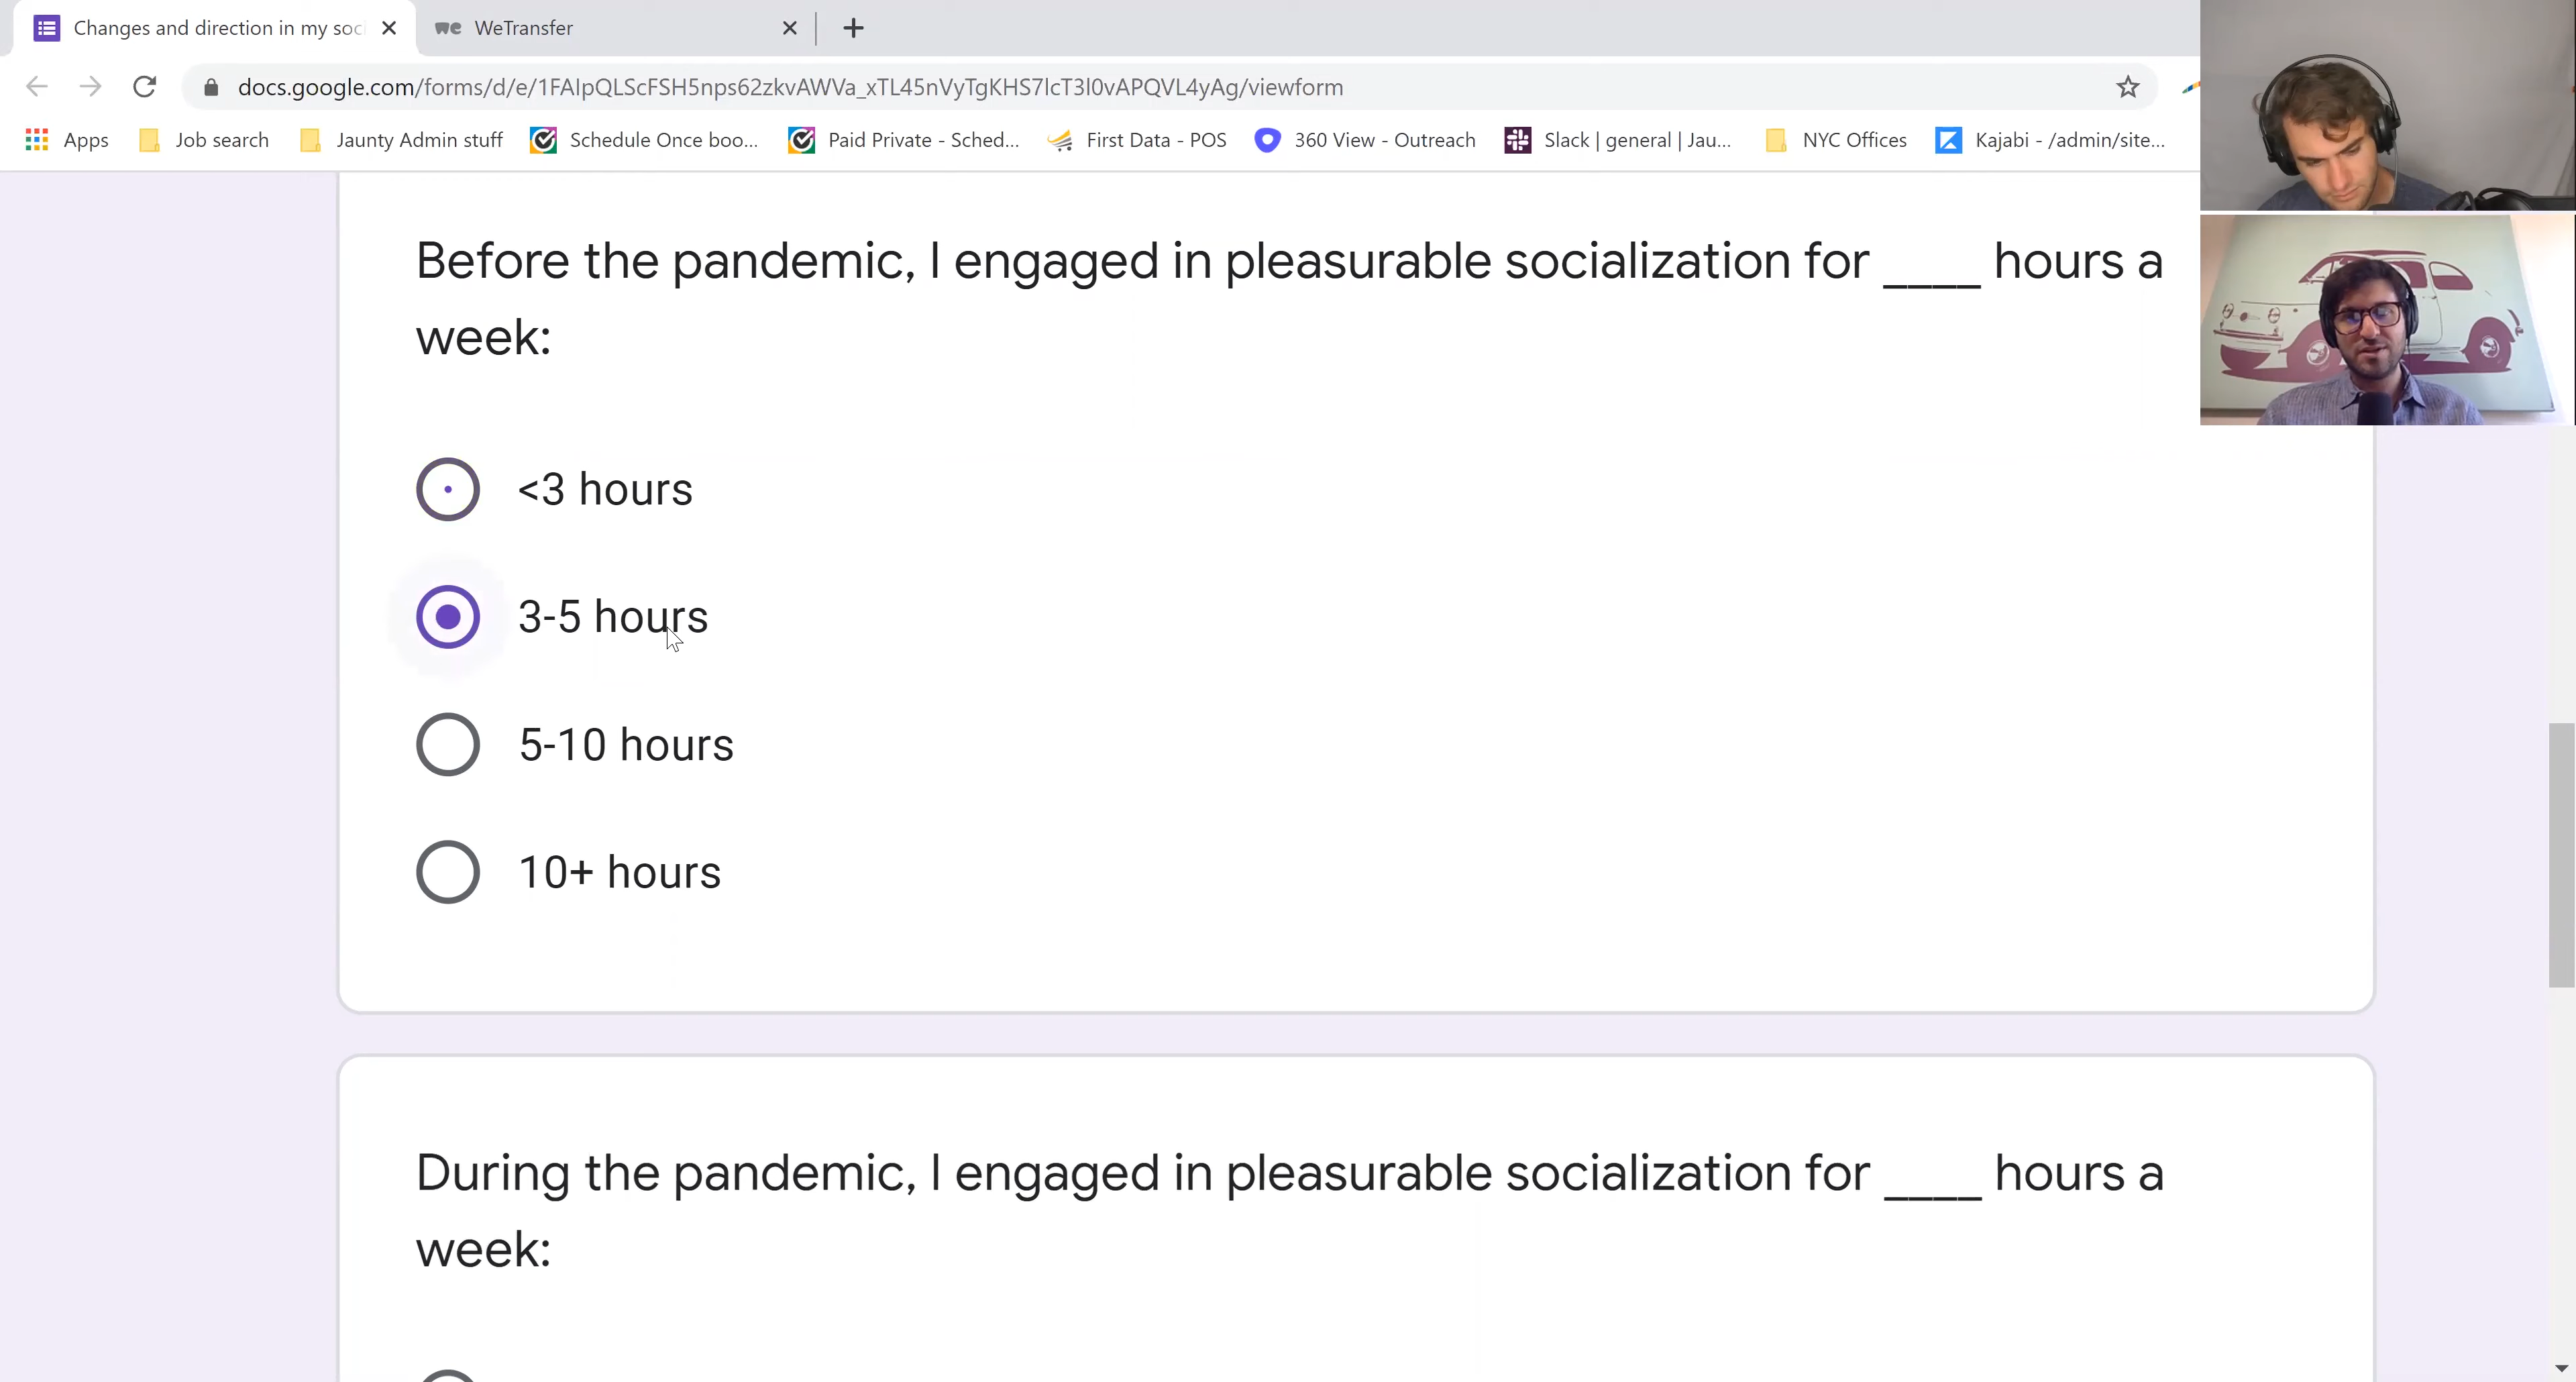 Changes and direction in my soc
WeTransfer
docs.google.com/forms/d/e/1FAIpQLScFSH5nps62zkvAWVa_xTL45nVyTgKHS7lcT3l0vAPQVL4yAg/viewform
Apps Job search Jaunty Admin stuff Schedule Once boo... Paid Private - Sched... First Data - POS 360 View - Outreach Slack | general | Jau... NYC Offices Kajabi - /admin/site...
Before the pandemic, I engaged in pleasurable socialization for ____ hours a
week:
<3 hours
3-5 hours
5-10 hours
10+ hours
During the pandemic, I engaged in pleasurable socialization for ____ hours a
week: